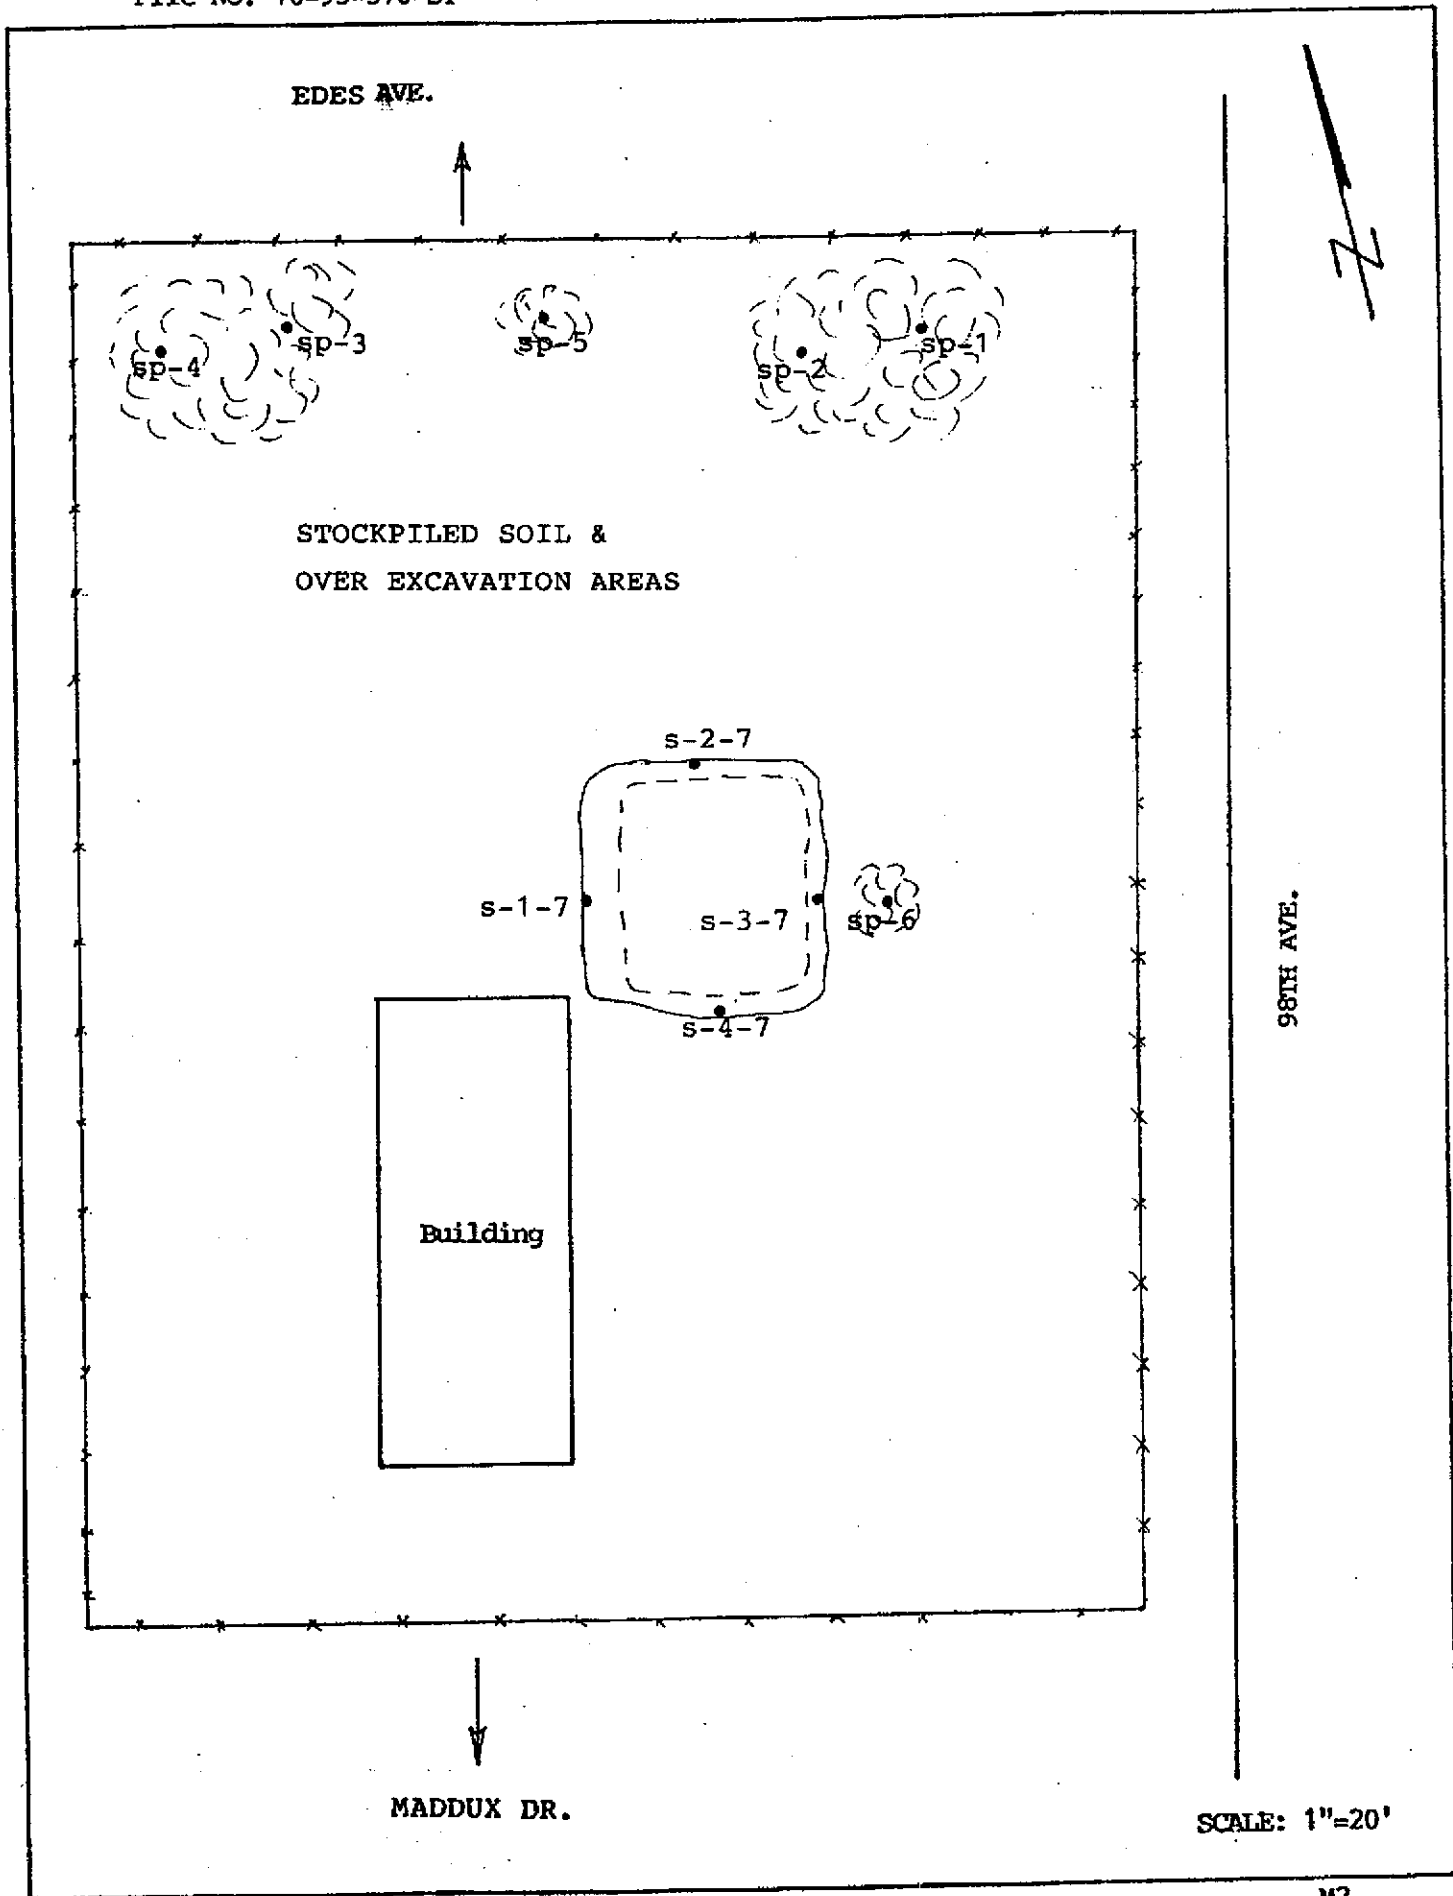 EDES AVE.
sp-3
sp-5
sp-1
sp-4
sp-2
STOCKPILED SOIL &
OVER EXCAVATION AREAS
s-2-7
s-1-7
s-3-7
sp-6
98TH AVE.
s-4-7
Building
MADDUX DR.
SCALE: 1"=20'
N